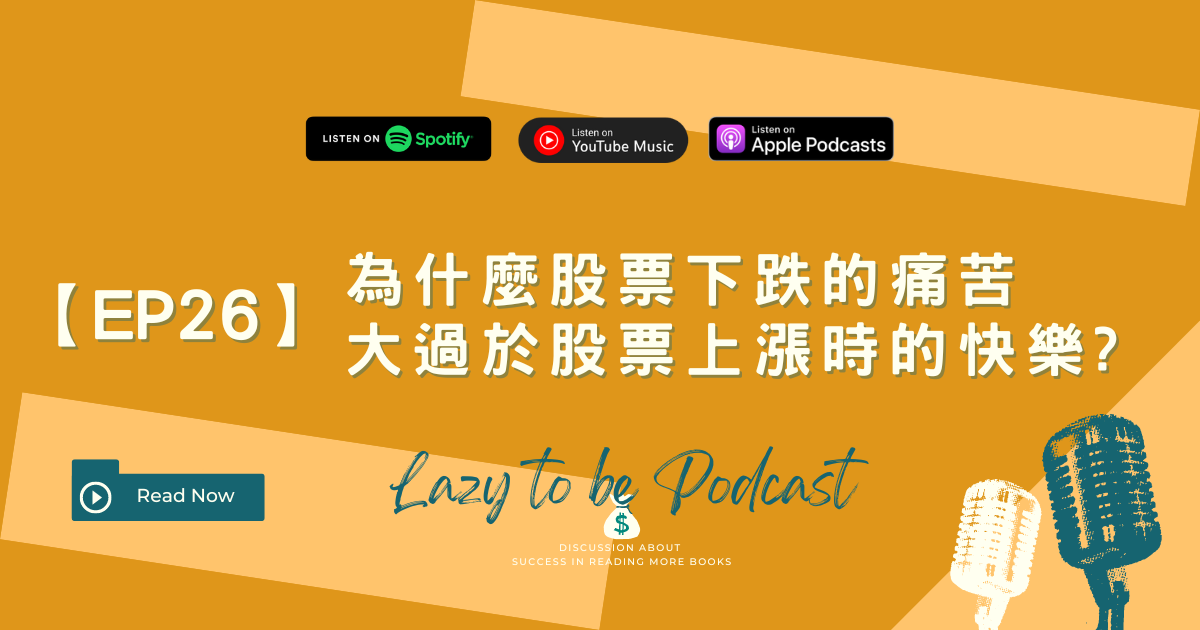 LISTEN ON Spotify
Listen on
YouTube Music
Listen on
Apple Podcasts
【EP26】
為什麼股票下跌的痛苦
大過於股票上漲時的快樂?
Read Now
Lazy to be Podcast
$
DISCUSSION ABOUT
SUCCESS IN READING MORE BOOKS